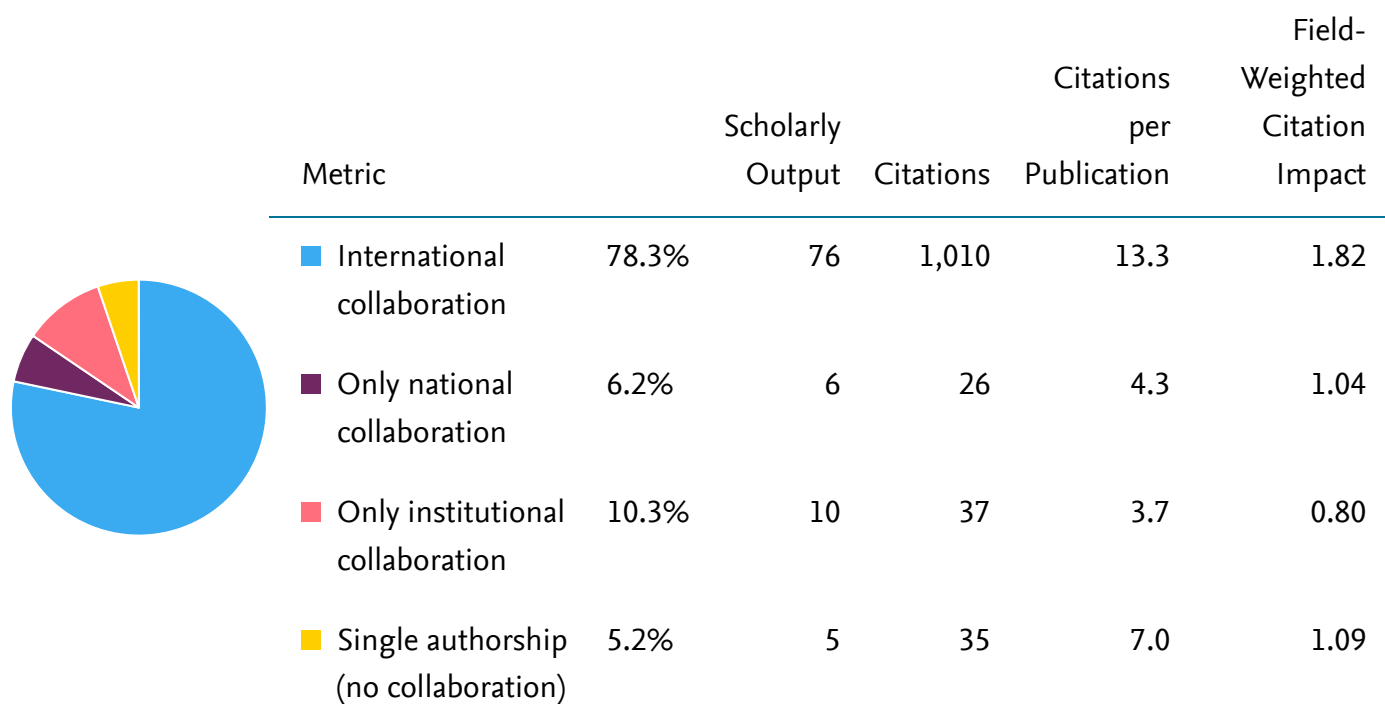 Field-
Weighted
Citation
Impact
Citations
per
Publication
Scholarly
Output
Citations
Metric
International
collaboration
78.3% 76 1,010 13.3 1.82
Only national
collaboration
6.2% 6 26 4.3 1.04
Only institutional
collaboration
10.3% 10 37 3.7 0.80
Single authorship
(no collaboration)
5.2% 5 35 7.0 1.09